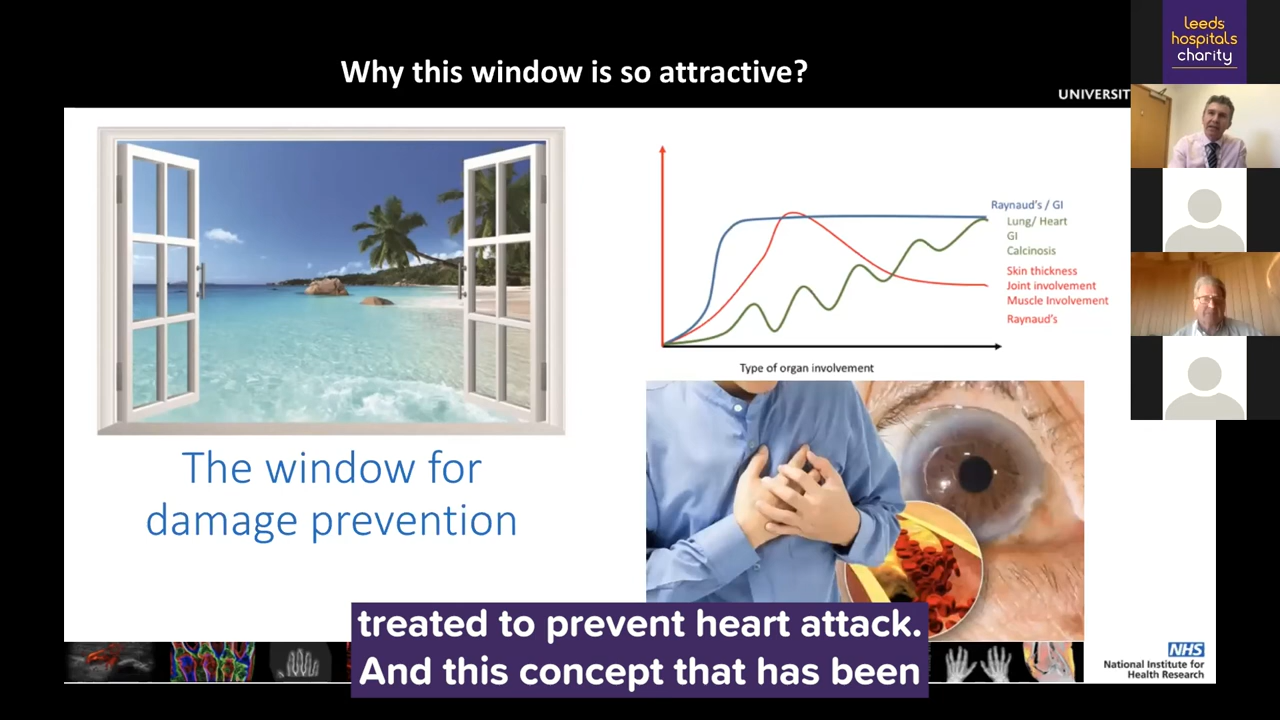 Why this window is so attractive?
UNIVERSIT
leeds
hospitals
charity
Raynaud's / GI
Lung/ Heart
GI
Calcinosis
Skin thickness
Joint involvement
Muscle Involvement
Raynaud's
Type of organ involvement
The window for
damage prevention
treated to prevent heart attack.
And this concept that has been
NHS
National Institute for
Health Research